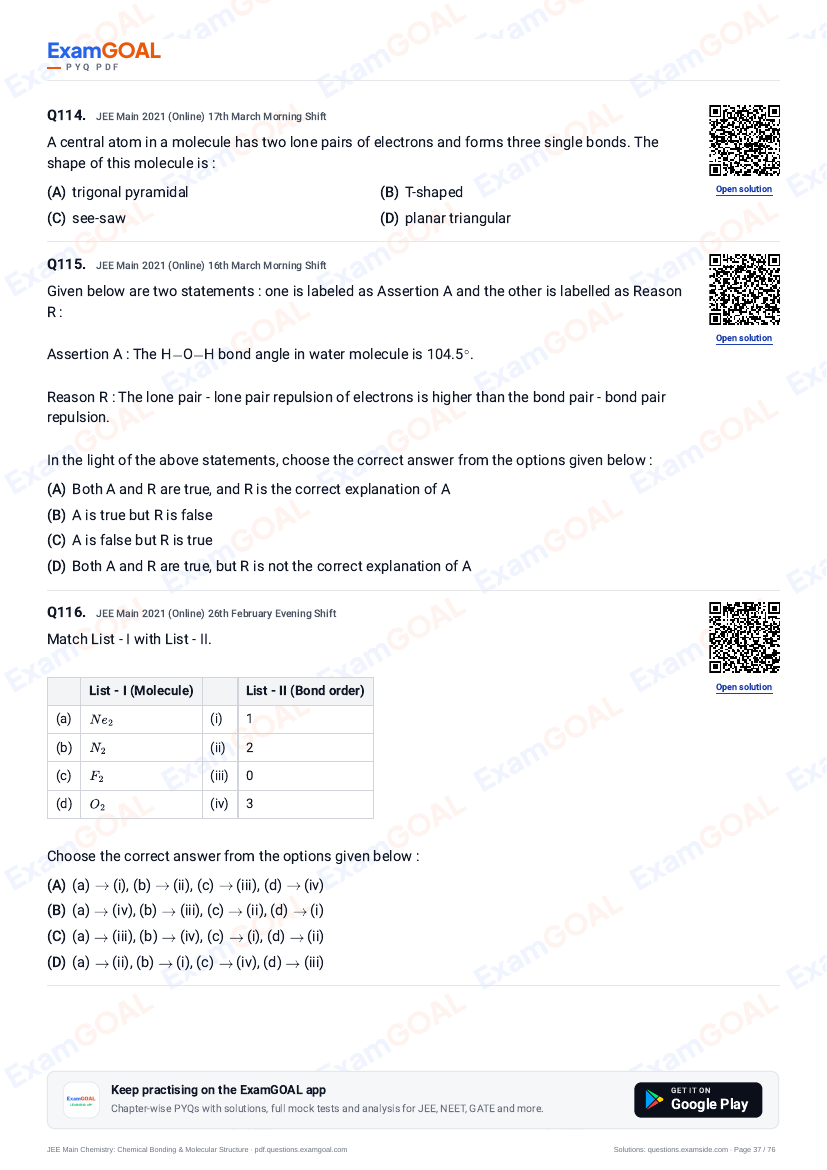 ExamGOAL
PYQ PDF
Q114. JEE Main 2021 (Online) 17th March Morning Shift
A central atom in a molecule has two lone pairs of electrons and forms three single bonds. The
shape of this molecule is :
(A) trigonal pyramidal
(B) T-shaped
(C) see-saw
(D) planar triangular
Open solution
Q115. JEE Main 2021 (Online) 16th March Morning Shift
Given below are two statements : one is labeled as Assertion A and the other is labelled as Reason
R :
Assertion A : The H−O−H bond angle in water molecule is 104.5°.
Reason R : The lone pair - lone pair repulsion of electrons is higher than the bond pair - bond pair
repulsion.
In the light of the above statements, choose the correct answer from the options given below :
(A) Both A and R are true, and R is the correct explanation of A
(B) A is true but R is false
(C) A is false but R is true
(D) Both A and R are true, but R is not the correct explanation of A
Open solution
Q116. JEE Main 2021 (Online) 26th February Evening Shift
Match List - I with List - II.
List - I (Molecule) List - II (Bond order)
(a) Ne₂ (i) 1
(b) N₂ (ii) 2
(c) F₂ (iii) 0
(d) O₂ (iv) 3
Choose the correct answer from the options given below :
(A) (a) → (i), (b) → (ii), (c) → (iii), (d) → (iv)
(B) (a) → (iv), (b) → (iii), (c) → (ii), (d) → (i)
(C) (a) → (iii), (b) → (iv), (c) → (i), (d) → (ii)
(D) (a) → (ii), (b) → (i), (c) → (iv), (d) → (iii)
Open solution
ExamGOAL
Keep practising on the ExamGOAL app
Chapter-wise PYQs with solutions, full mock tests and analysis for JEE, NEET, GATE and more.
GET IT ON
Google Play
JEE Main Chemistry: Chemical Bonding & Molecular Structure · pdf.questions.examgoal.com
Solutions: questions.examside.com · Page 37 / 76